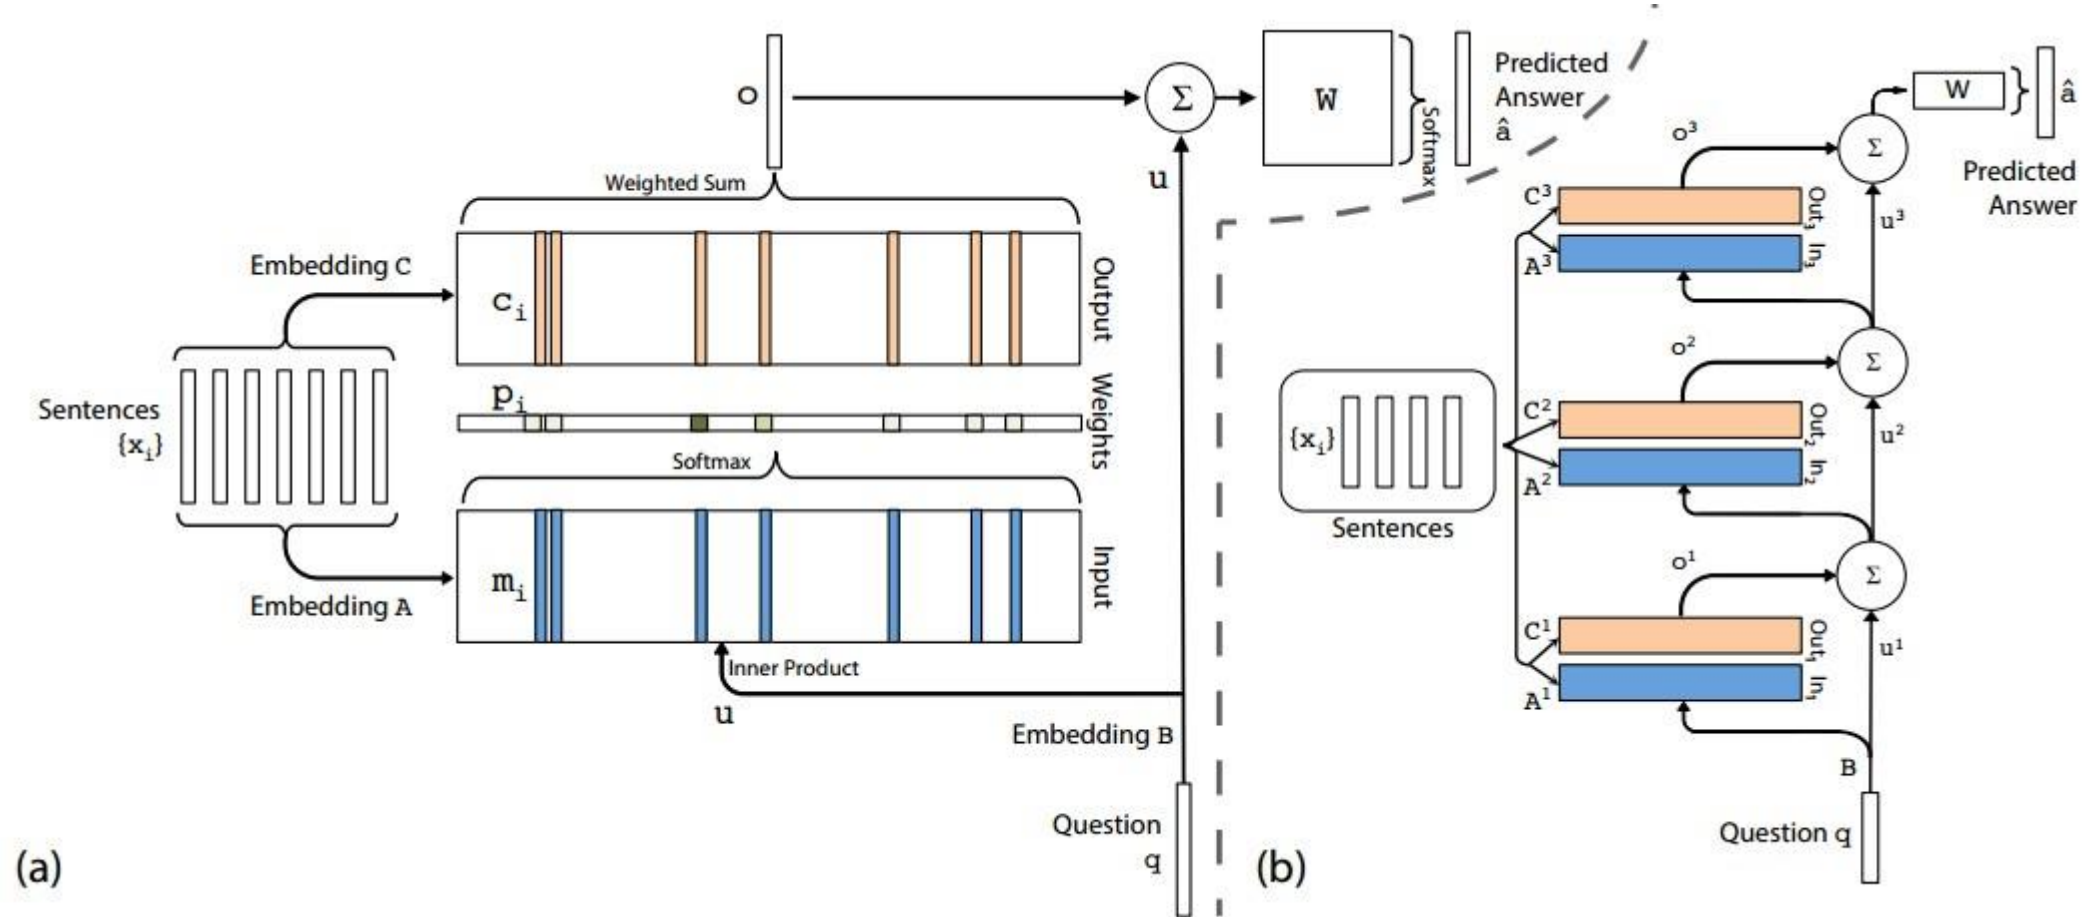 o
Σ
W
Softmax
Predicted
Answer
â
u
Weighted Sum
Embedding C
c_i
Output
Sentences
{x_i}
p_i
Weights
Softmax
Embedding A
m_i
Input
Inner Product
u
Embedding B
Question
q
(a)
W
â
Predicted
Answer
o³
Σ
C³
Out₃
A³
In₃
u³
o²
Σ
C²
Out₂
A²
In₂
u²
{x_i}
Sentences
o¹
Σ
C¹
Out₁
A¹
In₁
u¹
B
Question q
(b)